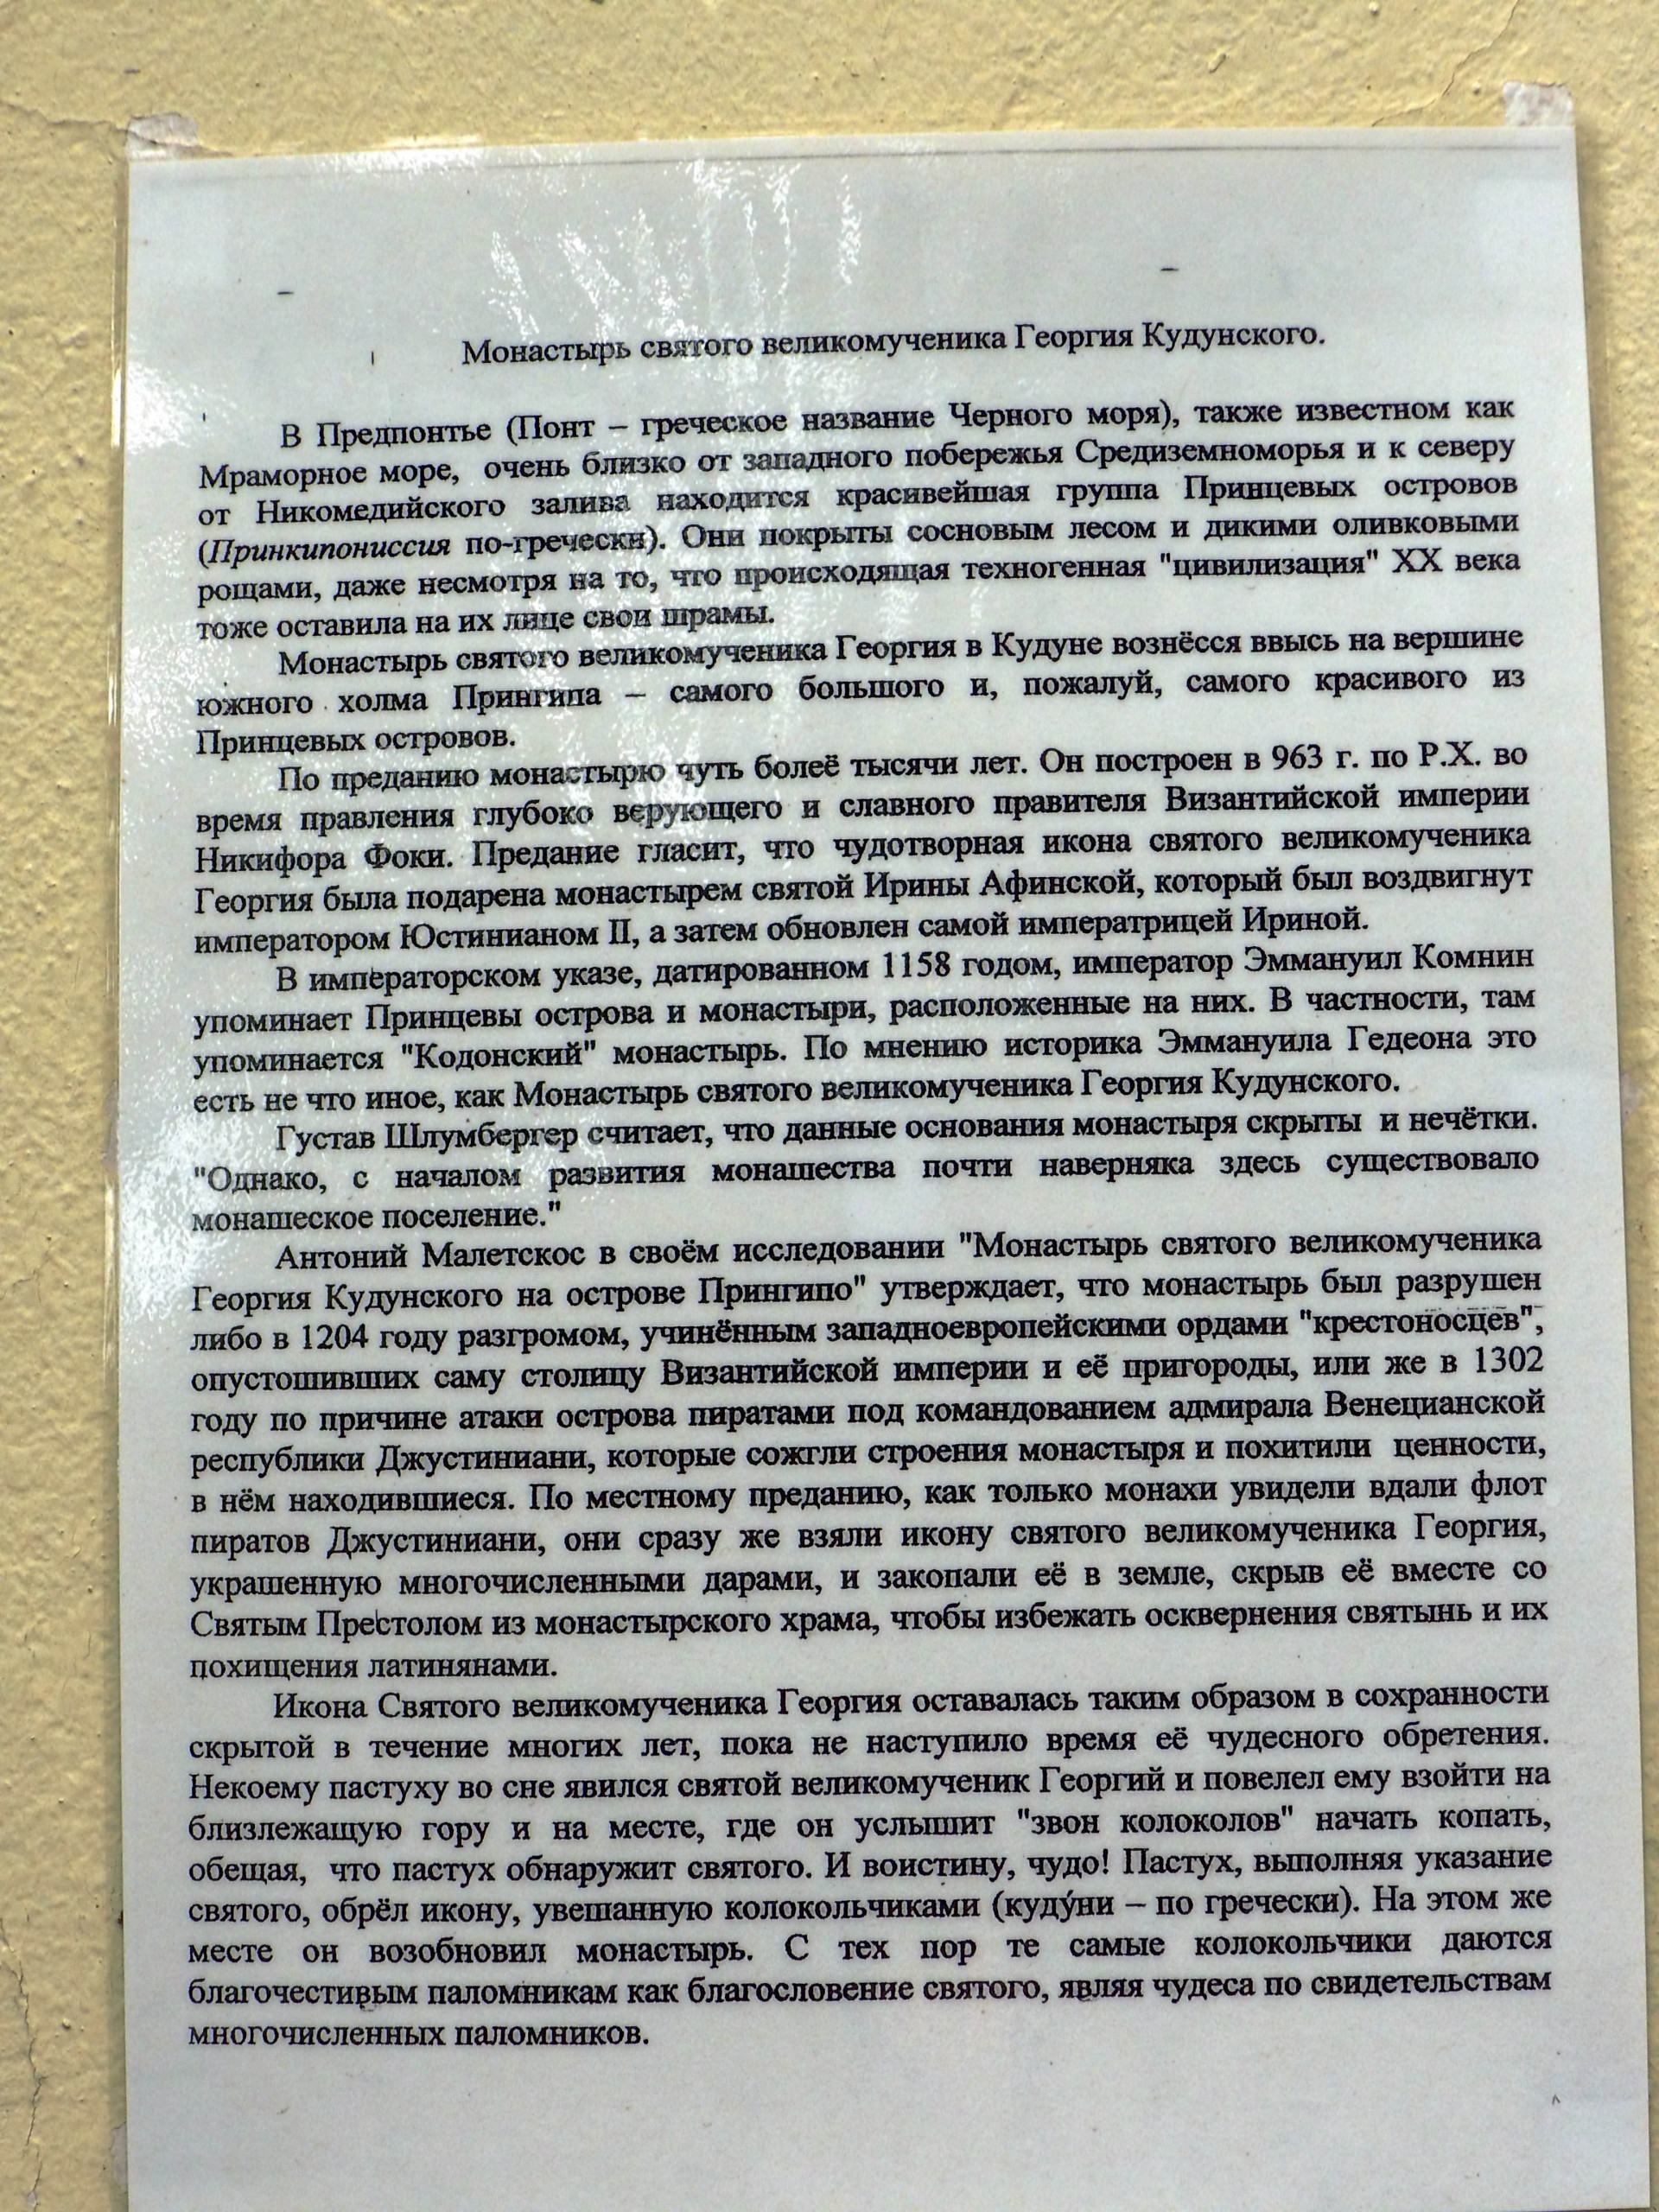 Монастырь святого великомученика Георгия Кудунского.
В Предпонтье (Понт – греческое название Черного моря), также известном как
Мраморное море, очень близко от западного побережья Средиземноморья и к северу
от Никомедийского залива находится красивейшая группа Принцевых островов
(Принкипониссия по-гречески). Они покрыты сосновым лесом и дикими оливковыми
рощами, даже несмотря на то, что происходящая техногенная "цивилизация" XX века
тоже оставила на их лице свои шрамы.
Монастырь святого великомученика Георгия в Кудуне вознёсся ввысь на вершине
южного холма Прингипа – самого большого и, пожалуй, самого красивого из
Принцевых островов.
По преданию монастырю чуть болеё тысячи лет. Он построен в 963 г. по Р.Х. во
время правления глубоко верующего и славного правителя Византийской империи
Никифора Фоки. Предание гласит, что чудотворная икона святого великомученика
Георгия была подарена монастырем святой Ирины Афинской, который был воздвигнут
императором Юстинианом II, а затем обновлен самой императрицей Ириной.
В императорском указе, датированном 1158 годом, император Эммануил Комнин
упоминает Принцевы острова и монастыри, расположенные на них. В частности, там
упоминается "Кодонский" монастырь. По мнению историка Эммануила Гедеона это
есть не что иное, как Монастырь святого великомученика Георгия Кудунского.
Густав Шлумбергер считает, что данные основания монастыря скрыты и нечётки.
"Однако, с началом развития монашества почти наверняка здесь существовало
монашеское поселение."
Антоний Малетскос в своём исследовании "Монастырь святого великомученика
Георгия Кудунского на острове Прингипо" утверждает, что монастырь был разрушен
либо в 1204 году разгромом, учинённым западноевропейскими ордами "крестоносцев",
опустошивших саму столицу Византийской империи и её пригороды, или же в 1302
году по причине атаки острова пиратами под командованием адмирала Венецианской
республики Джустиниани, которые сожгли строения монастыря и похитили ценности,
в нём находившиеся. По местному преданию, как только монахи увидели вдали флот
пиратов Джустиниани, они сразу же взяли икону святого великомученика Георгия,
украшенную многочисленными дарами, и закопали её в земле, скрыв её вместе со
Святым Престолом из монастырского храма, чтобы избежать осквернения святынь и их
похищения латинянами.
Икона Святого великомученика Георгия оставалась таким образом в сохранности
скрытой в течение многих лет, пока не наступило время её чудесного обретения.
Некоему пастуху во сне явился святой великомученик Георгий и повелел ему взойти на
близлежащую гору и на месте, где он услышит "звон колоколов" начать копать,
обещая, что пастух обнаружит святого. И воистину, чудо! Пастух, выполняя указание
святого, обрёл икону, увешанную колокольчиками (куду́ни – по гречески). На этом же
месте он возобновил монастырь. С тех пор те самые колокольчики даются
благочестивым паломникам как благословение святого, являя чудеса по свидетельствам
многочисленных паломников.